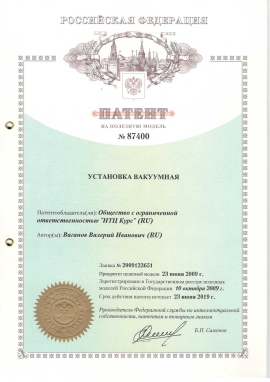 РОССИЙСКАЯ ФЕДЕРАЦИЯ
ПАТЕНТ
НА ПОЛЕЗНУЮ МОДЕЛЬ
№ 87400
УСТАНОВКА ВАКУУМНАЯ
Патентообладатель(ли): Общество с ограниченной
ответственностью "НТЦ Курс" (RU)
Автор(ы): Ваганов Валерий Иванович (RU)
Заявка № 2009123651
Приоритет полезной модели 23 июня 2009 г.
Зарегистрировано в Государственном реестре полезных
моделей Российской Федерации 10 октября 2009 г.
Срок действия патента истекает 23 июня 2019 г.
Руководитель Федеральной службы по интеллектуальной
собственности, патентам и товарным знакам
Б.П. Симонов